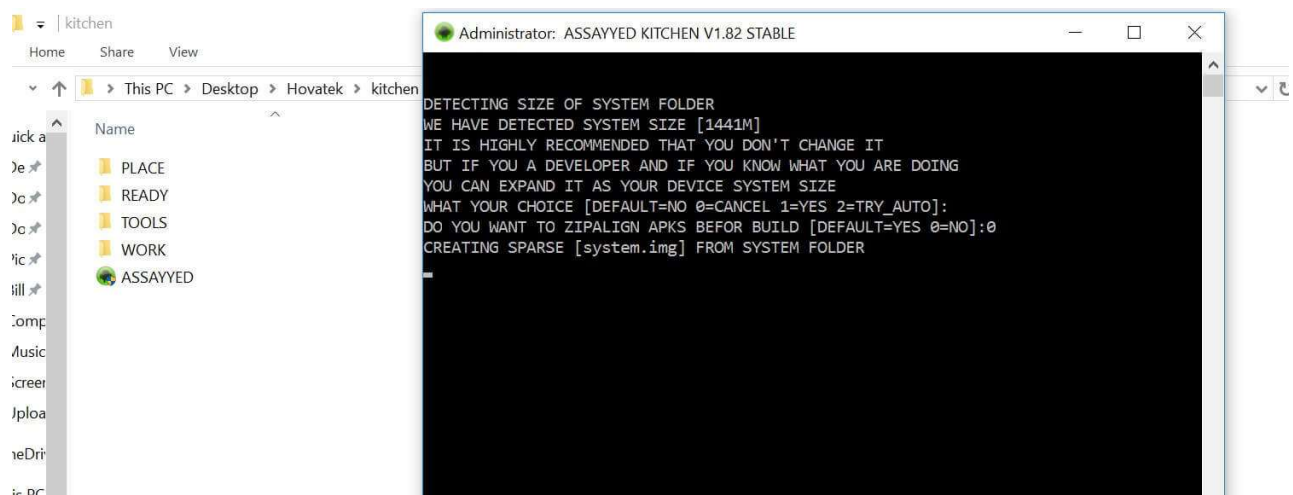 kitchen
Home Share View
This PC > Desktop > Hovatek > kitchen
Name
PLACE
READY
TOOLS
WORK
ASSAYYED
Administrator: ASSAYYED KITCHEN V1.82 STABLE
DETECTING SIZE OF SYSTEM FOLDER
WE HAVE DETECTED SYSTEM SIZE [1441M]
IT IS HIGHLY RECOMMENDED THAT YOU DON'T CHANGE IT
BUT IF YOU A DEVELOPER AND IF YOU KNOW WHAT YOU ARE DOING
YOU CAN EXPAND IT AS YOUR DEVICE SYSTEM SIZE
WHAT YOUR CHOICE [DEFAULT=NO 0=CANCEL 1=YES 2=TRY_AUTO]:
DO YOU WANT TO ZIPALIGN APKS BEFOR BUILD [DEFAULT=YES 0=NO]:0
CREATING SPARSE [system.img] FROM SYSTEM FOLDER